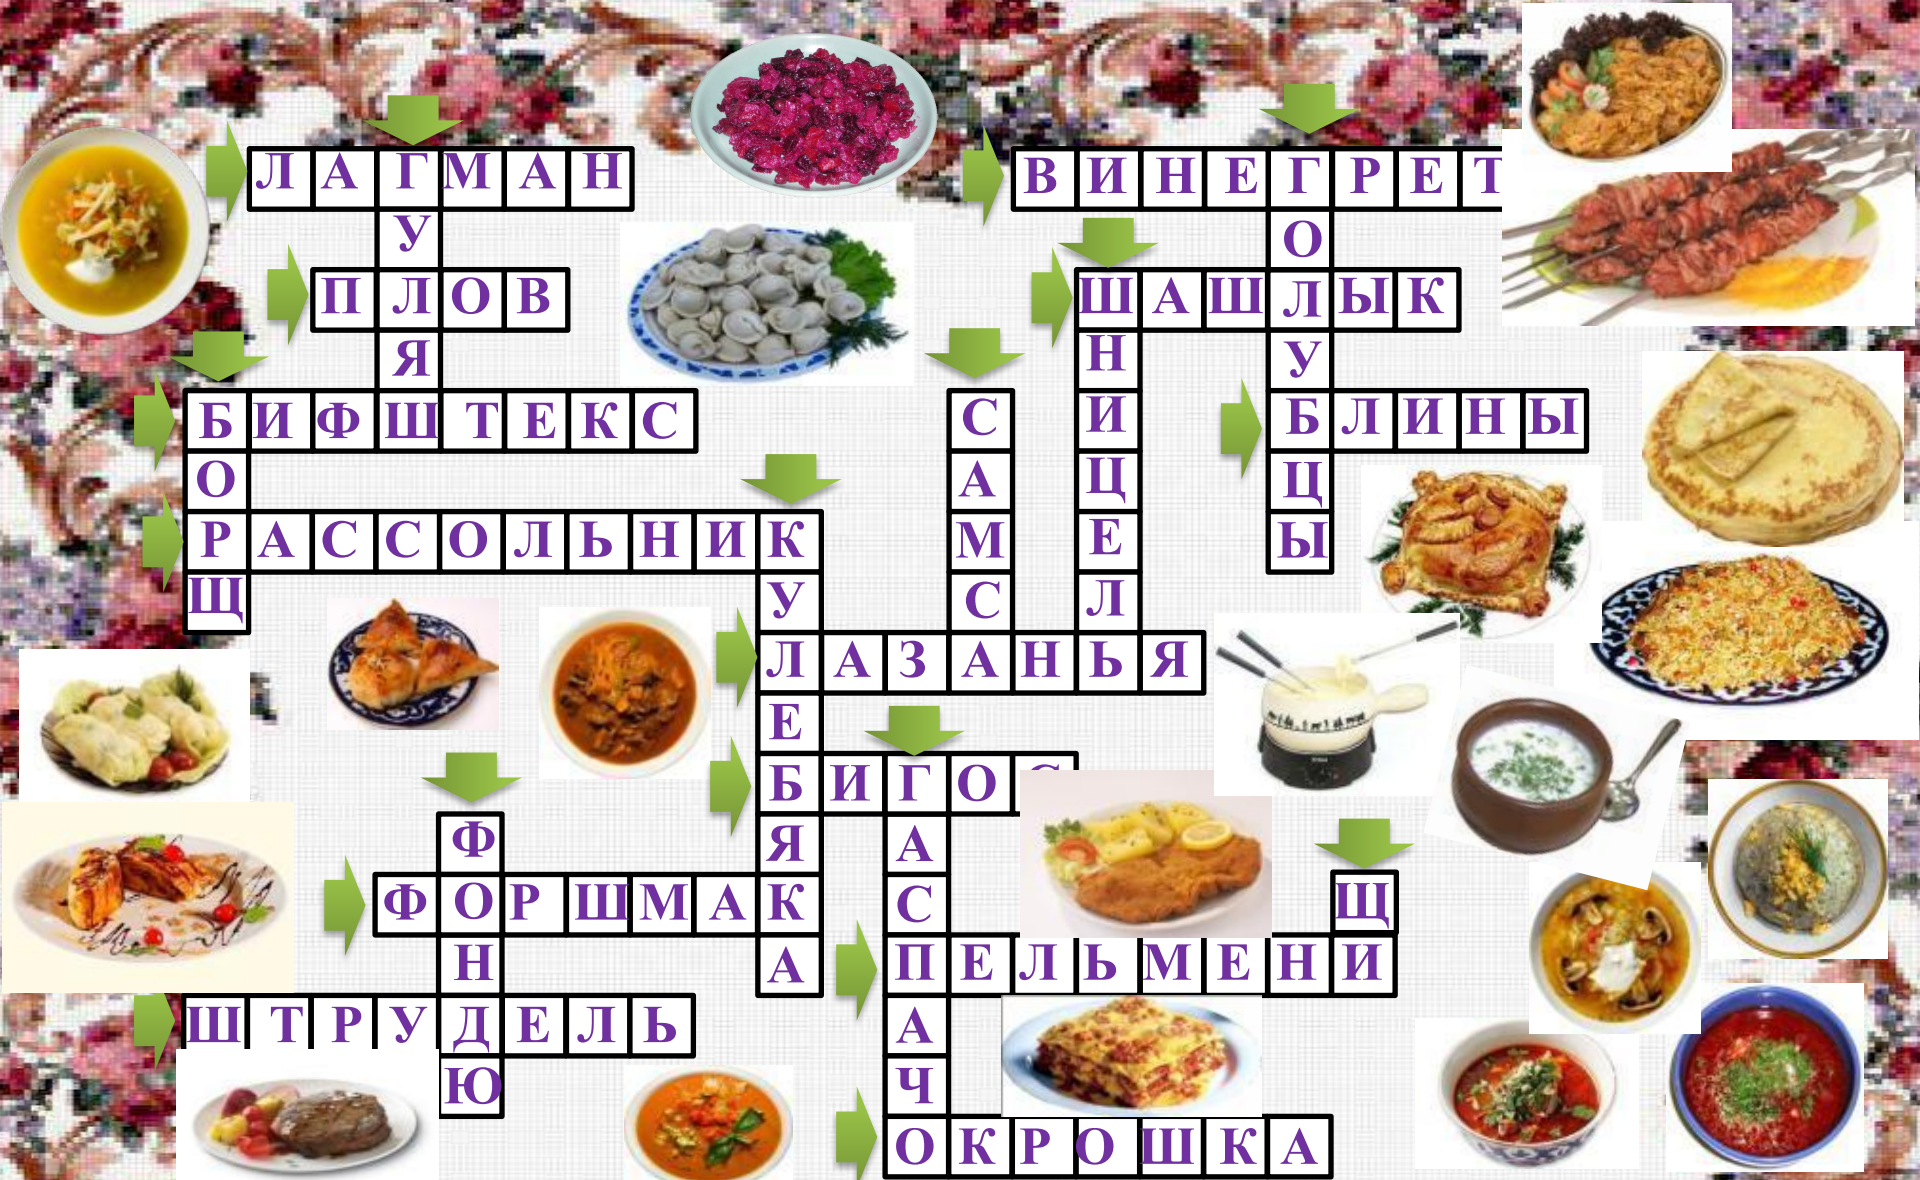 ЛАГМАН
ВИНЕГРЕТ
ГУЛЯШ
ГОЛУБЦЫ
ПЛОВ
ШАШЛЫК
ШНИЦЕЛЬ
БИФШТЕКС
БОРЩ
САМСА
БЛИНЫ
РАССОЛЬНИК
КУЛЕБЯКА
ЛАЗАНЬЯ
БИГОС
ГАСПАЧО
ФОНДЮ
ФОРШМАК
ЩИ
ПЕЛЬМЕНИ
ШТРУДЕЛЬ
ОКРОШКА